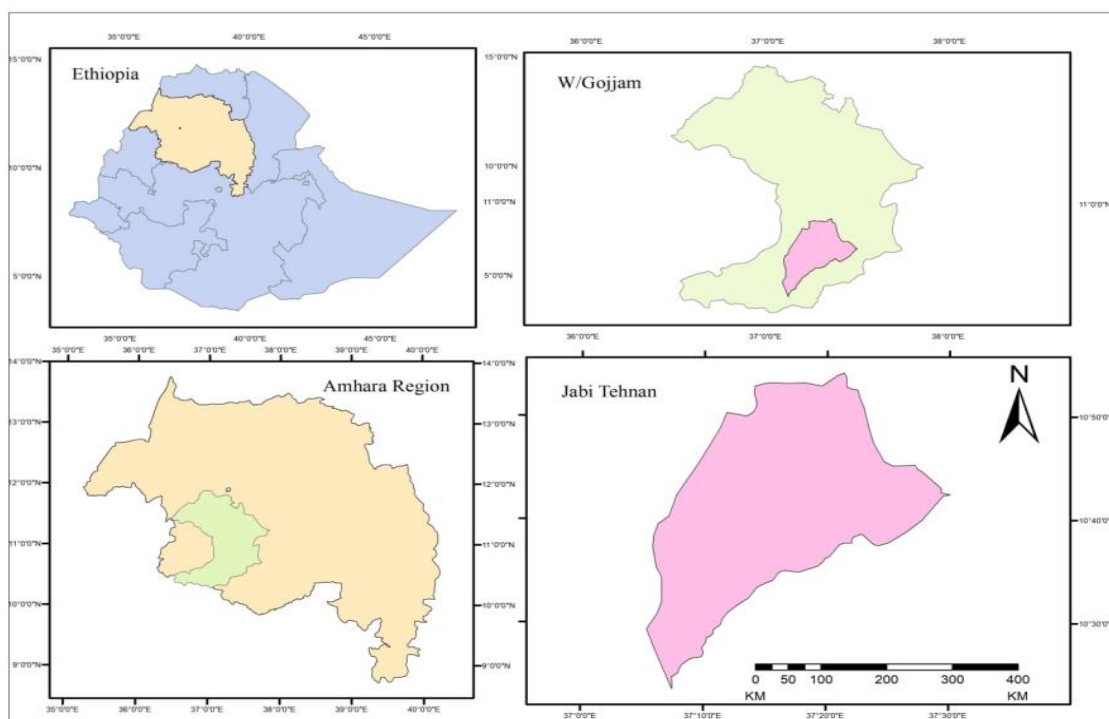 35°0'0"E 40°0'0"E 45°0'0"E
15°0'0"N
Ethiopia
10°0'0"N
5°0'0"N
15°0'0"N
10°0'0"N
11°0'0"N
5°0'0"N
35°0'0"E 40°0'0"E 45°0'0"E
36°0'0"E 37°0'0"E 38°0'0"E
W/Gojjam
11°0'0"N
36°0'0"E 37°0'0"E 38°0'0"E
35°0'0"E 36°0'0"E 37°0'0"E 38°0'0"E 39°0'0"E 40°0'0"E
14°0'0"N
13°0'0"N
12°0'0"N
11°0'0"N
10°0'0"N
9°0'0"N
Amhara Region
14°0'0"N
13°0'0"N
12°0'0"N
11°0'0"N
10°0'0"N
9°0'0"N
35°0'0"E 36°0'0"E 37°0'0"E 38°0'0"E 39°0'0"E 40°0'0"E
Jabi Tehnan
N
10°50'0"N
10°40'0"N
10°30'0"N
0 50 100 200 300 400
KM KM
37°0'0"E 37°10'0"E 37°20'0"E 37°30'0"E